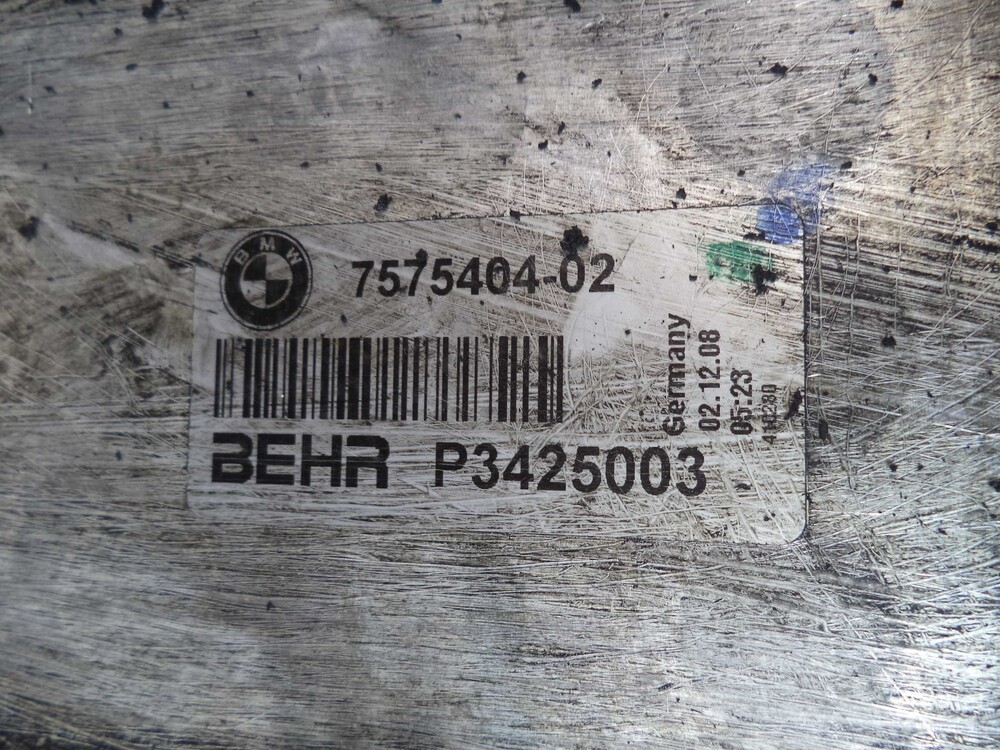 BMW
7575404-02
BEHR P3425003
Germany
02.12.08
05:23